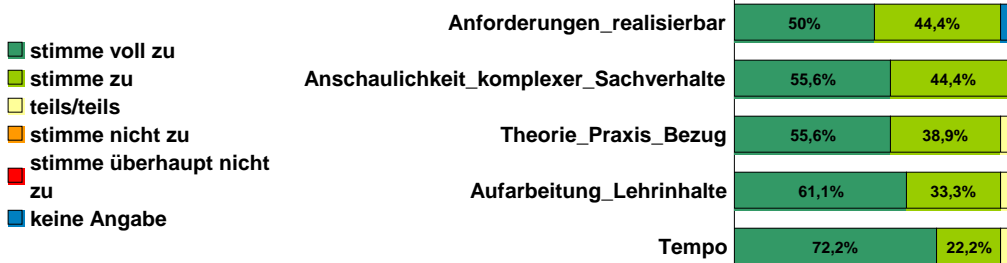 stimme voll zu
stimme zu
teils/teils
stimme nicht zu
stimme überhaupt nicht
zu
keine Angabe
Anforderungen_realisierbar 50% 44,4%
Anschaulichkeit_komplexer_Sachverhalte 55,6% 44,4%
Theorie_Praxis_Bezug 55,6% 38,9%
Aufarbeitung_Lehrinhalte 61,1% 33,3%
Tempo 72,2% 22,2%